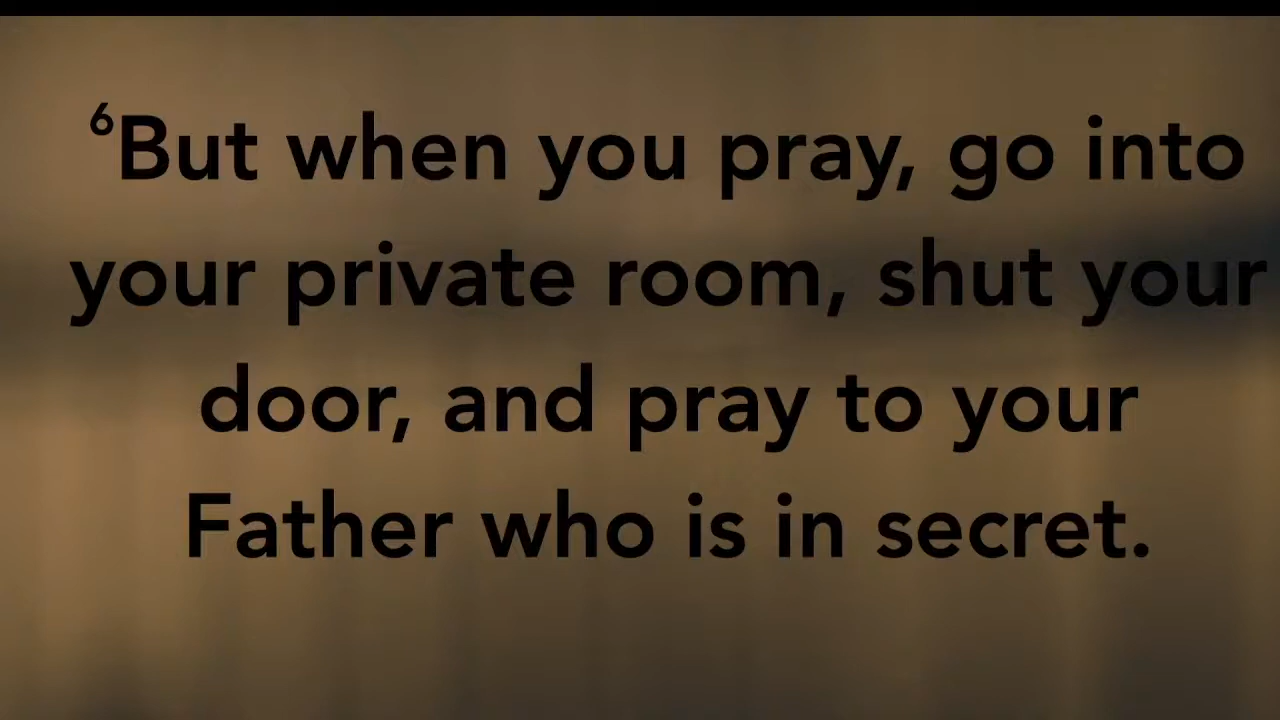 ⁶But when you pray, go into
your private room, shut your
door, and pray to your
Father who is in secret.